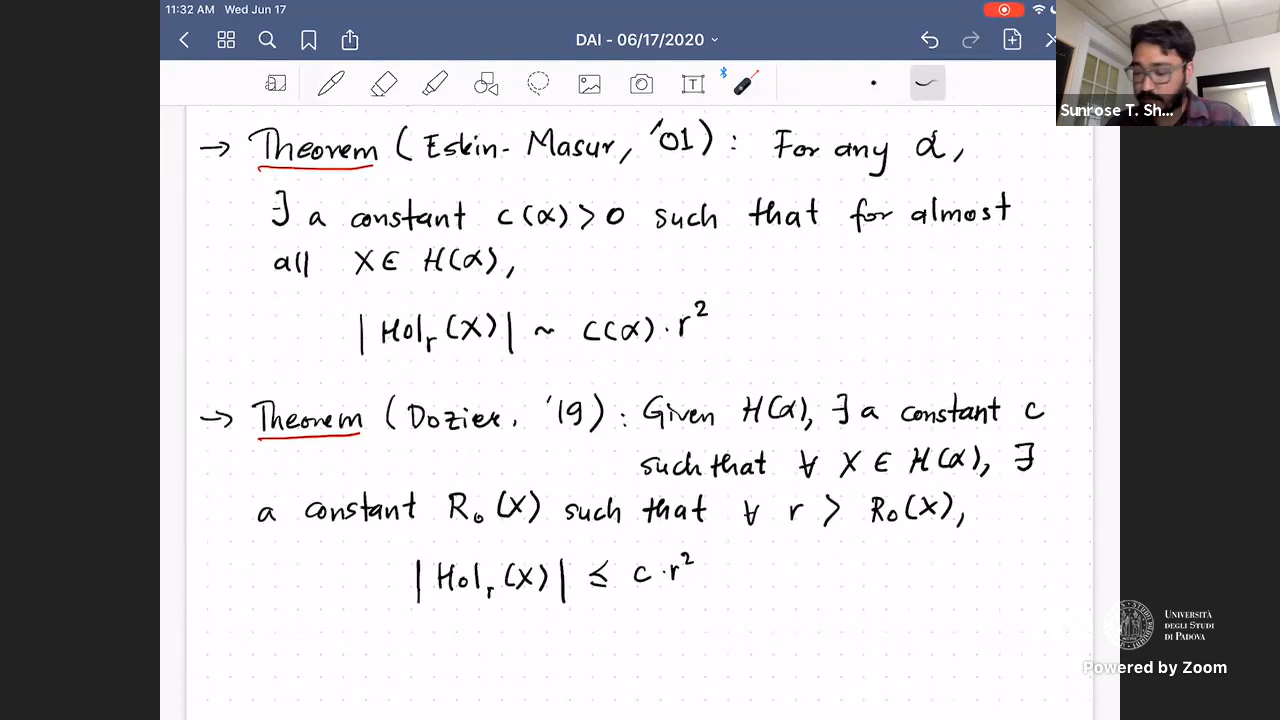 11:32 AM Wed Jun 17
DAI - 06/17/2020
T
Sunrose T. Sh...
→ Theorem (Eskin-Masur, '01): For any α,
∃ a constant c(α) > 0 such that for almost
all X ∈ H(α),
|Hol_r(X)| ~ c(α)·r²
→ Theorem (Dozier, '19): Given H(α), ∃ a constant c
such that ∀ X ∈ H(α), ∃
a constant R₀(X) such that ∀ r > R₀(X),
|Hol_r(X)| ≤ c·r²
UNIVERSITÀ
DEGLI STUDI
DI PADOVA
Powered by Zoom